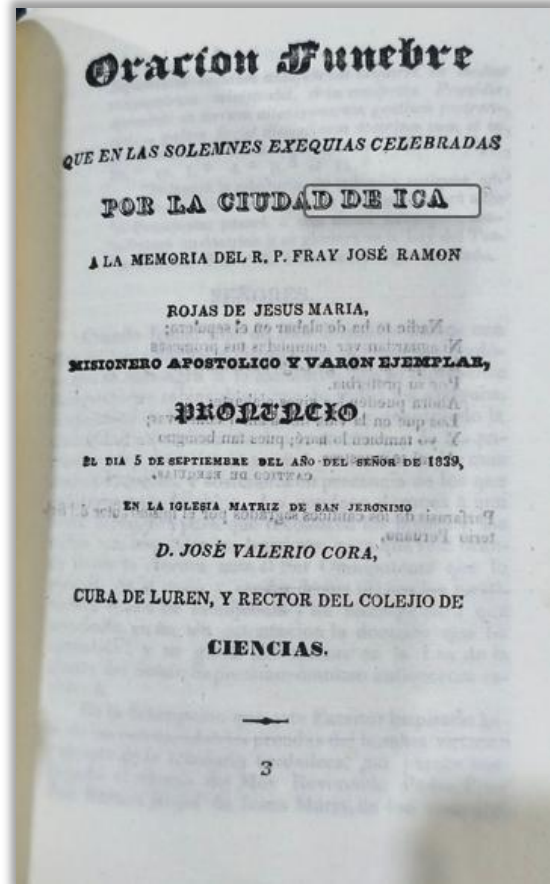 Oracion Funebre
QUE EN LAS SOLEMNES EXEQUIAS CELEBRADAS
POR LA CIUDAD DE ICA
A LA MEMORIA DEL R. P. FRAY JOSÉ RAMON
ROJAS DE JESUS MARIA,
MISIONERO APOSTOLICO Y VARON EJEMPLAR,
PRONUNCIO
EL DIA 5 DE SEPTIEMBRE DEL AÑO DEL SEÑOR DE 1839,
EN LA IGLESIA MATRIZ DE SAN JERONIMO
D. JOSÉ VALERIO CORA,
CURA DE LUREN, Y RECTOR DEL COLEJIO DE
CIENCIAS.
3